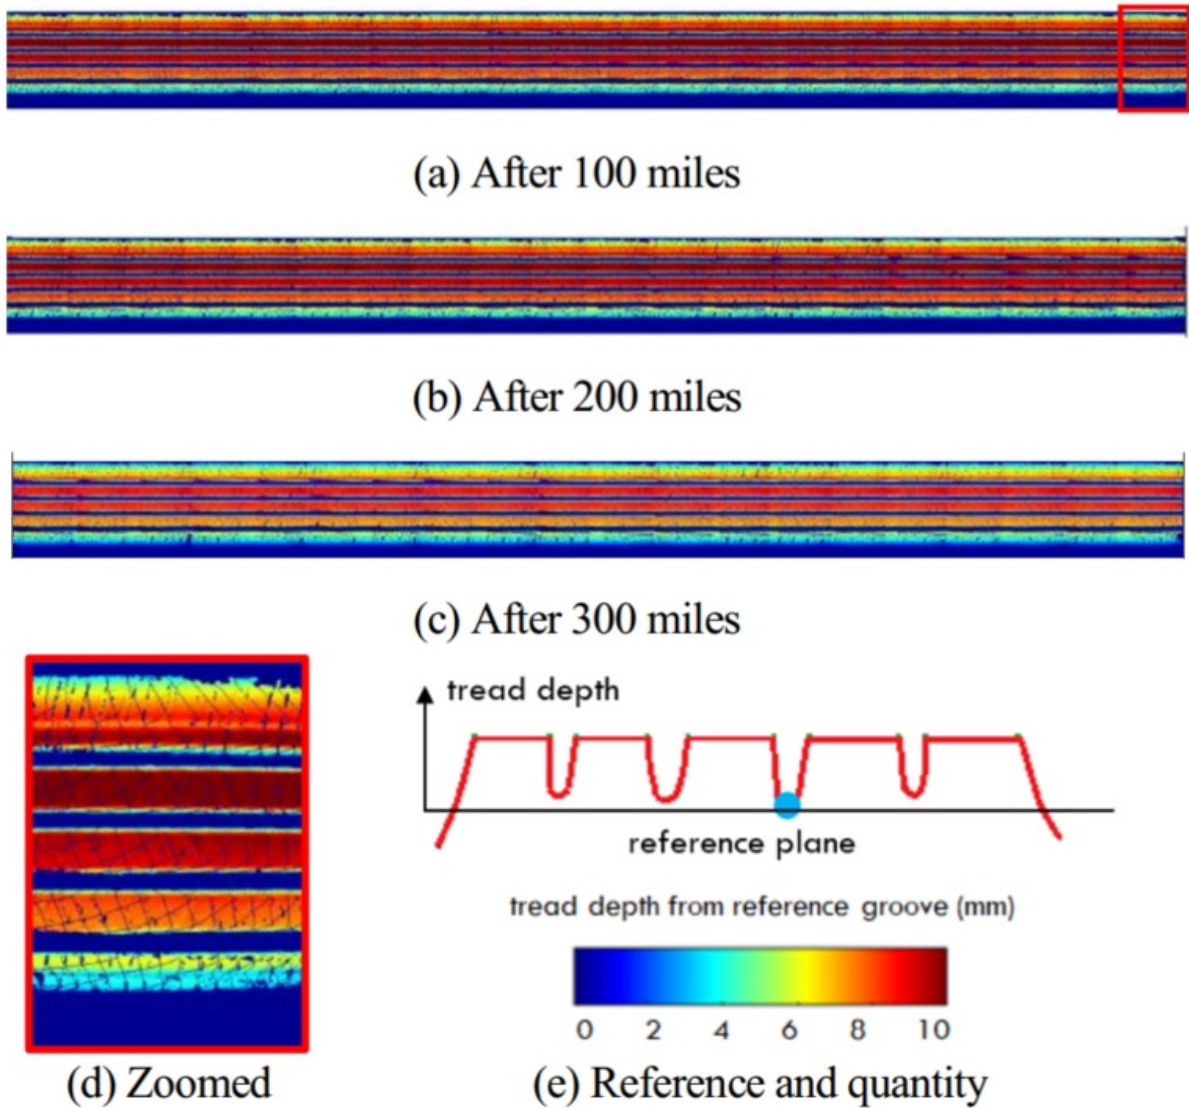 (a) After 100 miles
(b) After 200 miles
(c) After 300 miles
tread depth
reference plane
tread depth from reference groove (mm)
0 2 4 6 8 10
(d) Zoomed
(e) Reference and quantity